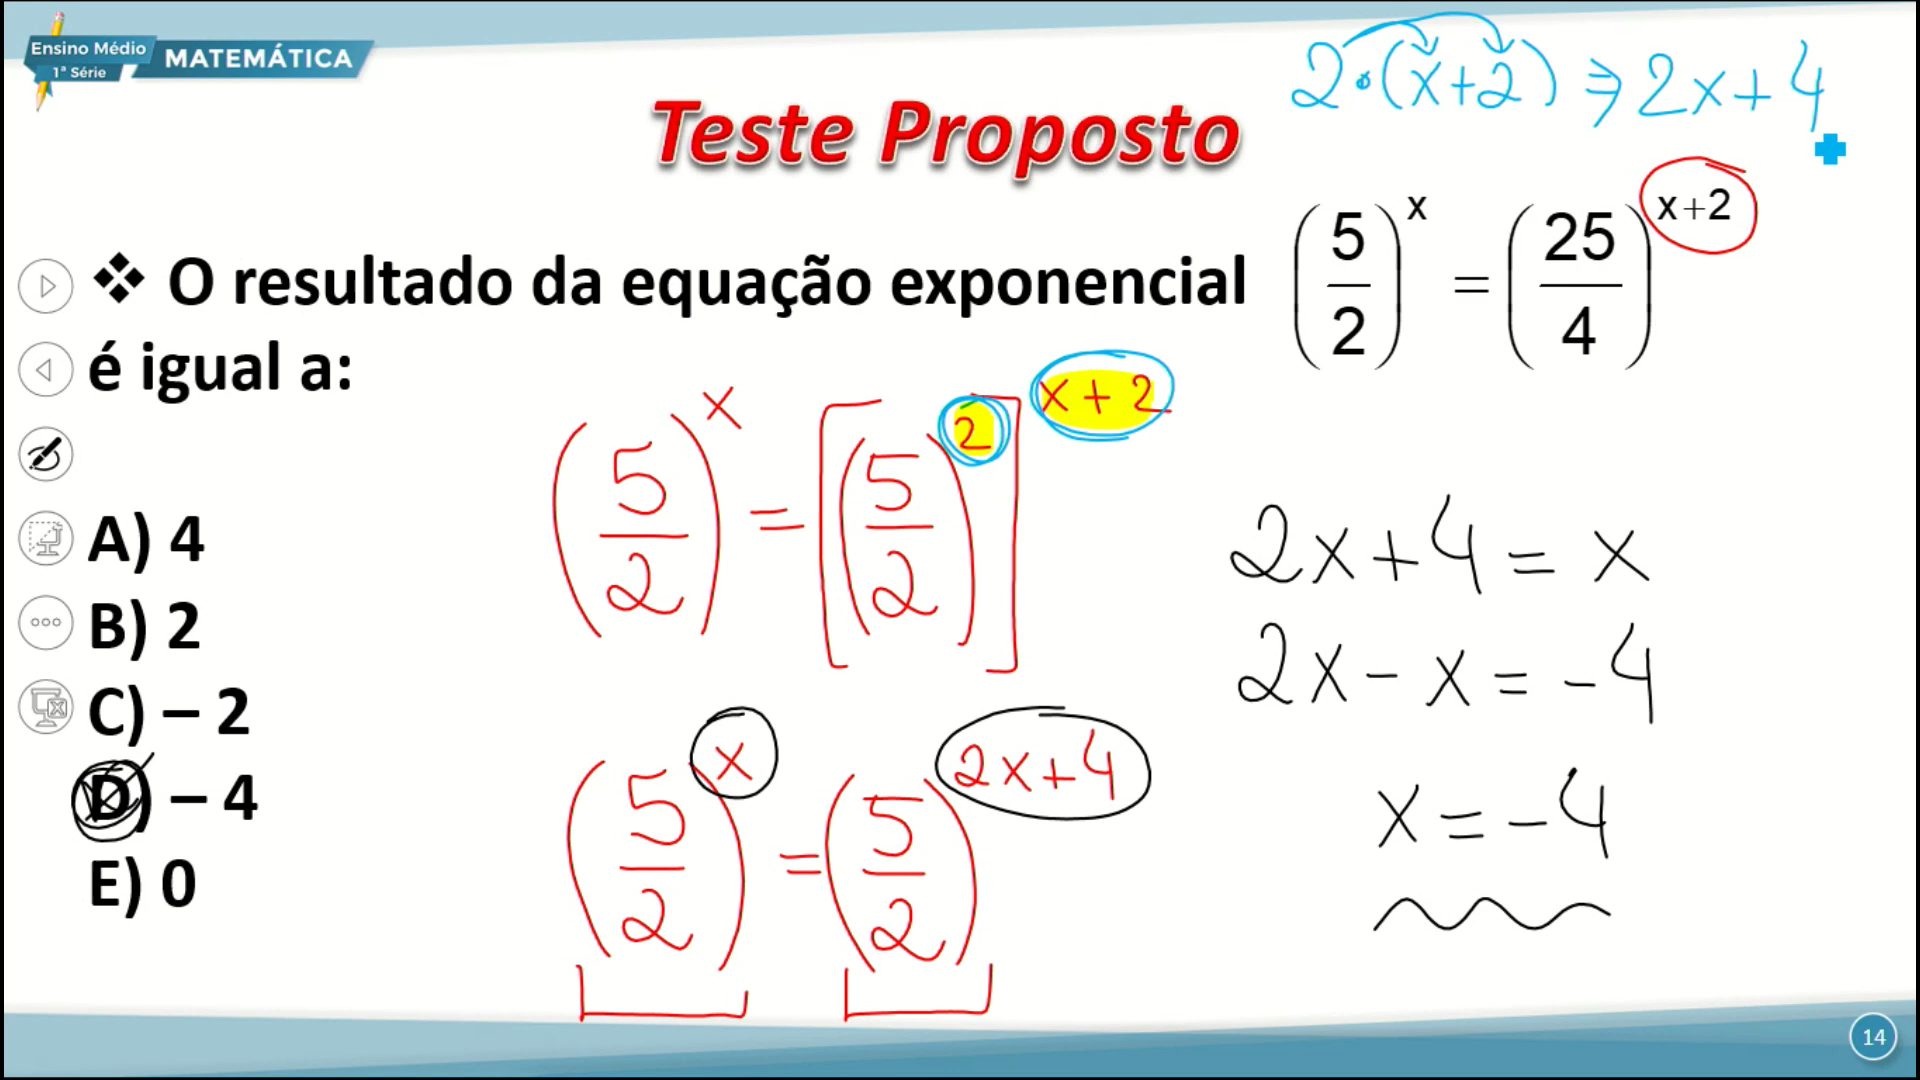 Ensino Médio
1ª Série
MATEMÁTICA
2·(x+2) ⇒ 2x+4
Teste Proposto
❖ O resultado da equação exponencial (5/2)^x = (25/4)^(x+2)
é igual a:
(5/2)^x = [(5/2)^2]^(x+2)
A) 4
B) 2
C) – 2
D) – 4
E) 0
(5/2)^x = (5/2)^(2x+4)
2x+4 = x
2x - x = -4
x = -4
14